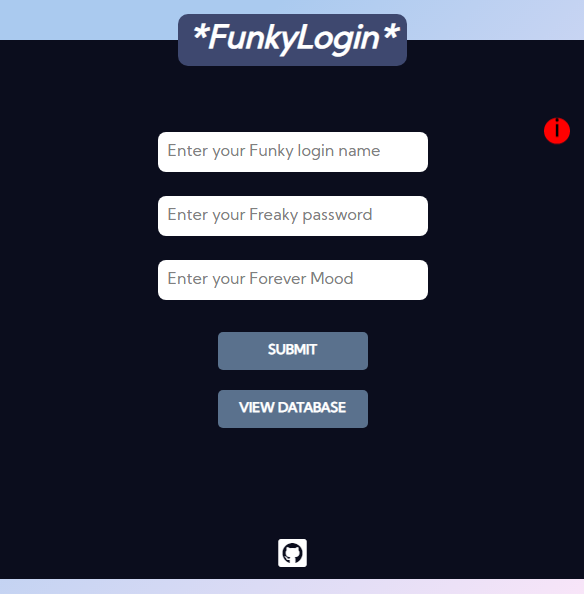 *FunkyLogin*
i
Enter your Funky login name
Enter your Freaky password
Enter your Forever Mood
SUBMIT
VIEW DATABASE